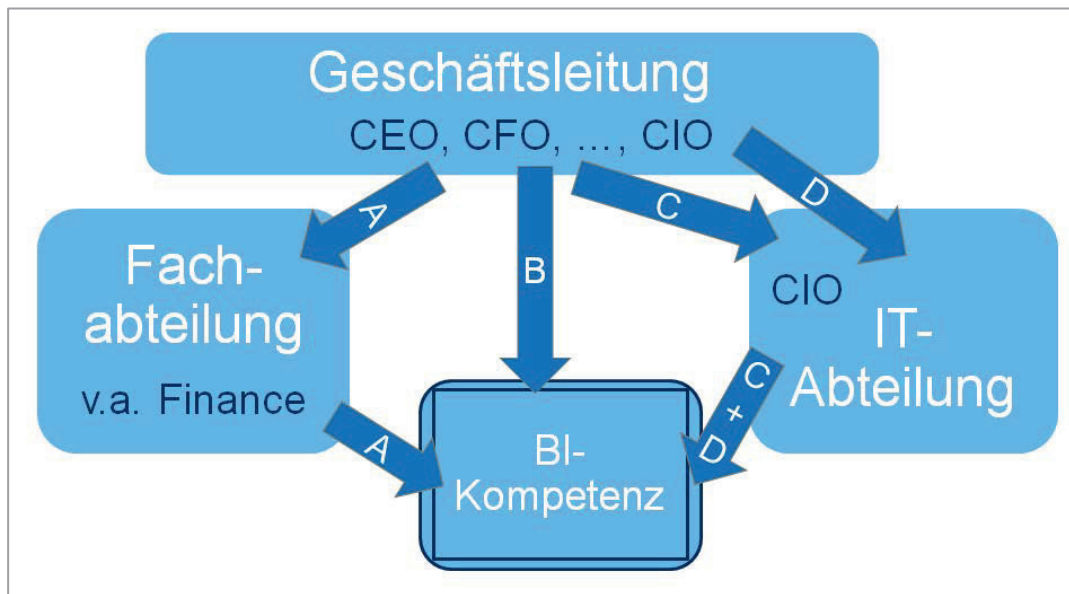 Geschäftsleitung
CEO, CFO, ..., CIO
A
B
C
D
Fach-
abteilung
v.a. Finance
CIO
IT-
Abteilung
A
C + D
BI-
Kompetenz